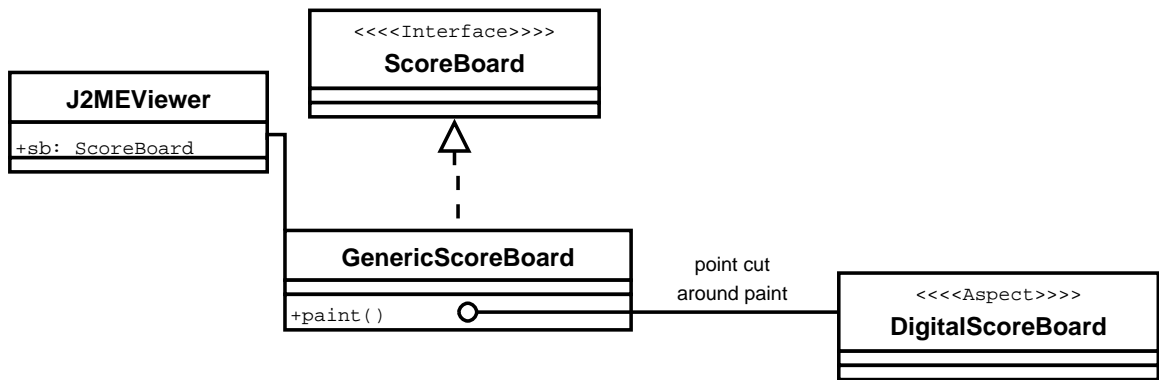 <<<<Interface>>>>
ScoreBoard
J2MEViewer
+sb: ScoreBoard
GenericScoreBoard
+paint()
point cut
around paint
<<<<Aspect>>>>
DigitalScoreBoard